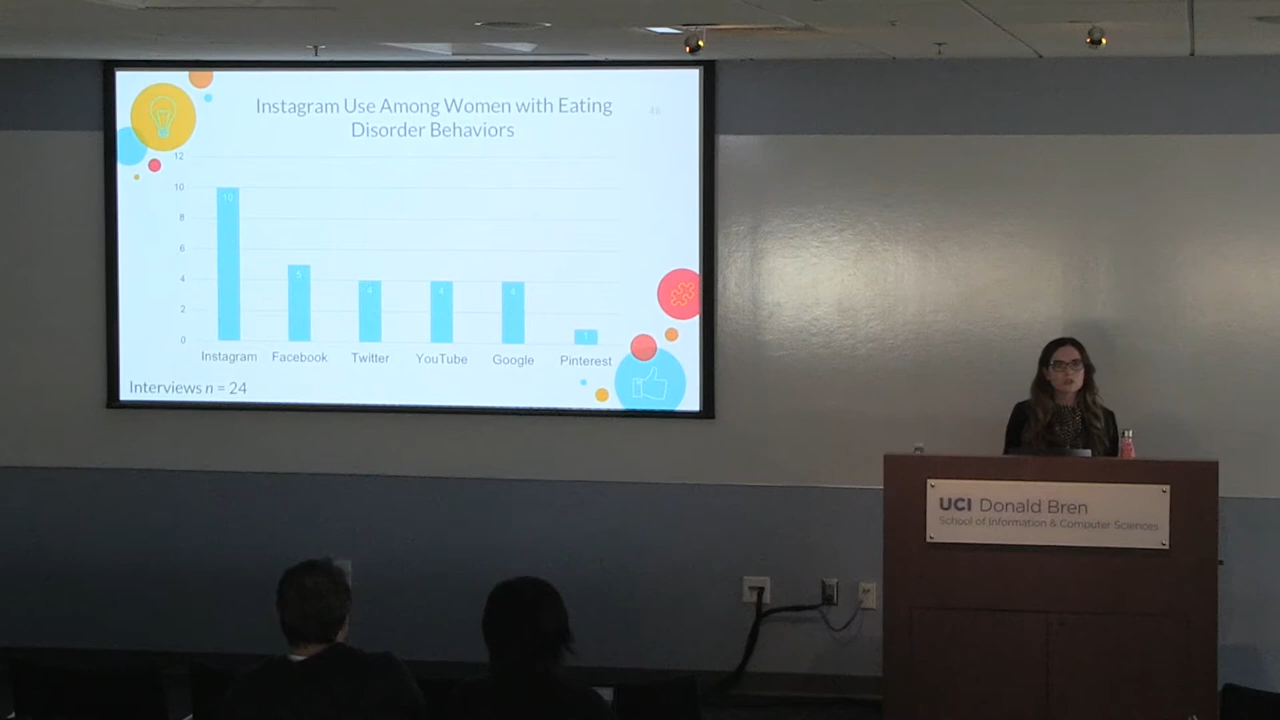 Instagram Use Among Women with Eating
Disorder Behaviors
48
12
10
8
6
4
2
0
10
5
4
4
4
1
Instagram
Facebook
Twitter
YouTube
Google
Pinterest
Interviews n = 24
UCI Donald Bren
School of Information & Computer Sciences